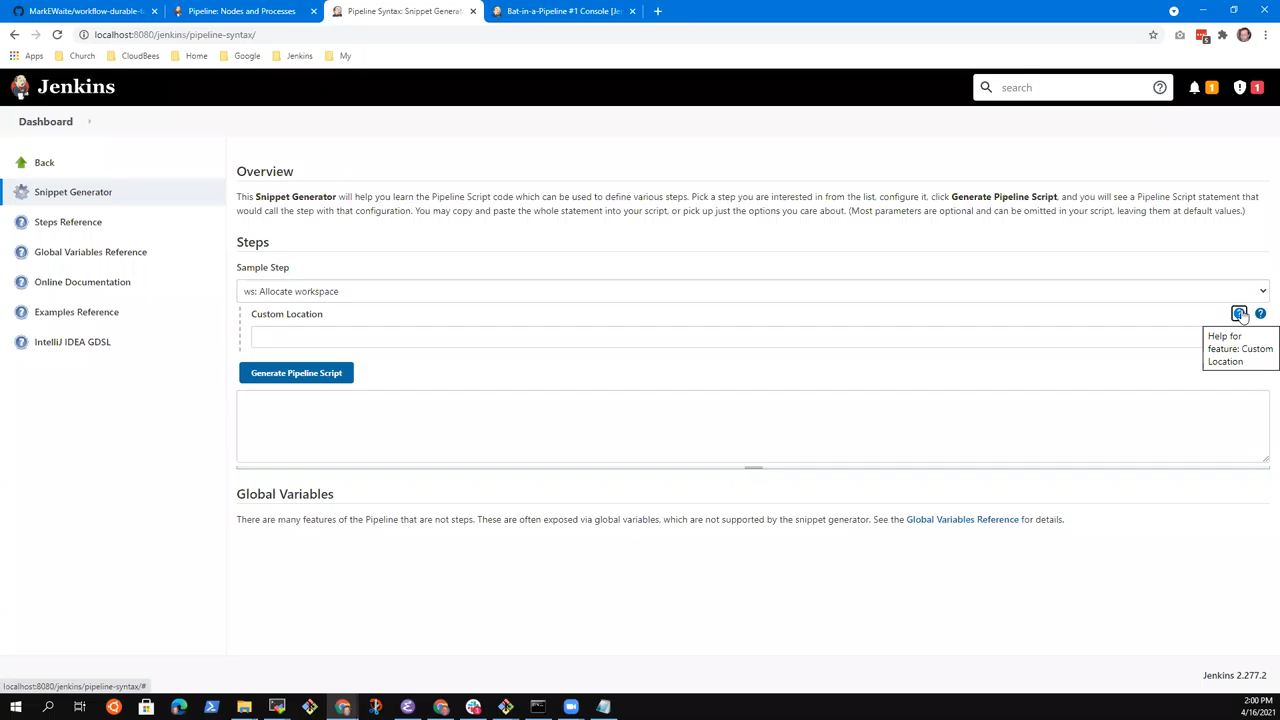 MarkEWaite/workflow-durable-t
Pipeline: Nodes and Processes
Pipeline Syntax: Snippet Generat
Bat-in-a-Pipeline #1 Console [Je
localhost:8080/jenkins/pipeline-syntax/
5
Apps
Church
CloudBees
Home
Google
Jenkins
My
Jenkins
search
1
1
Dashboard
Back
Snippet Generator
Steps Reference
Global Variables Reference
Online Documentation
Examples Reference
IntelliJ IDEA GDSL
Overview
This Snippet Generator will help you learn the Pipeline Script code which can be used to define various steps. Pick a step you are interested in from the list, configure it, click Generate Pipeline Script, and you will see a Pipeline Script statement that
would call the step with that configuration. You may copy and paste the whole statement into your script, or pick up just the options you care about. (Most parameters are optional and can be omitted in your script, leaving them at default values.)
Steps
Sample Step
ws: Allocate workspace
Custom Location
Help for
feature: Custom
Location
Generate Pipeline Script
Global Variables
There are many features of the Pipeline that are not steps. These are often exposed via global variables, which are not supported by the snippet generator. See the Global Variables Reference for details.
Jenkins 2.277.2
localhost:8080/jenkins/pipeline-syntax/#
2:00 PM
4/16/2021